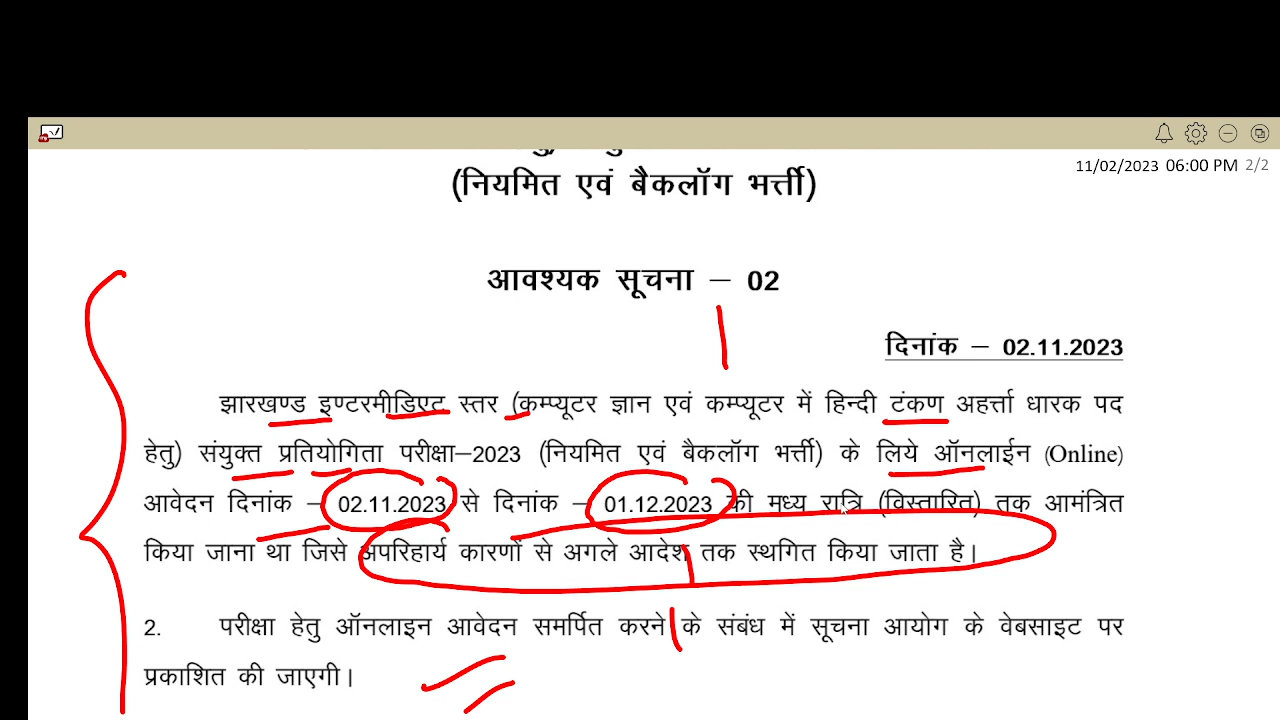 11/02/2023 06:00 PM 2/2
(नियमित एवं बैकलॉग भर्त्ती)
आवश्यक सूचना – 02
दिनांक – 02.11.2023
झारखण्ड इण्टरमीडिएट स्तर (कम्प्यूटर ज्ञान एवं कम्प्यूटर में हिन्दी टंकण अहर्त्ता धारक पद
हेतु) संयुक्त प्रतियोगिता परीक्षा–2023 (नियमित एवं बैकलॉग भर्त्ती) के लिये ऑनलाईन (Online)
आवेदन दिनांक – 02.11.2023 से दिनांक – 01.12.2023 की मध्य रात्रि (विस्तारित) तक आमंत्रित
किया जाना था जिसे अपरिहार्य कारणों से अगले आदेश तक स्थगित किया जाता है।
2. परीक्षा हेतु ऑनलाइन आवेदन समर्पित करने के संबंध में सूचना आयोग के वेबसाइट पर
प्रकाशित की जाएगी।